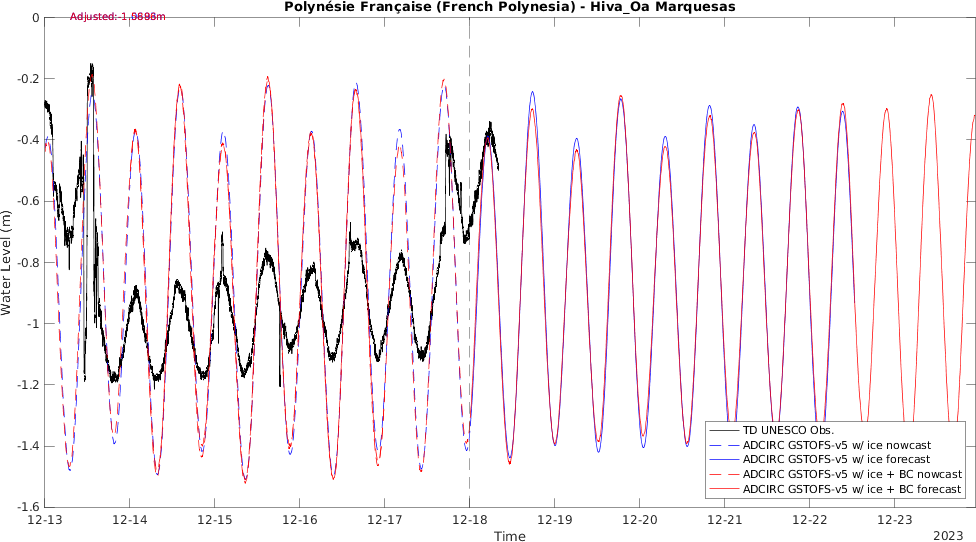 Polynésie Française (French Polynesia) - Hiva_Oa Marquesas
0
-0.2
-0.4
-0.6
-0.8
-1
-1.2
-1.4
-1.6
Water Level (m)
TD UNESCO Obs.
ADCIRC GSTOFS-v5 w/ ice nowcast
ADCIRC GSTOFS-v5 w/ ice forecast
ADCIRC GSTOFS-v5 w/ ice + BC nowcast
ADCIRC GSTOFS-v5 w/ ice + BC forecast
12-13 12-14 12-15 12-16 12-17 12-18 12-19 12-20 12-21 12-22 12-23
Time
2023